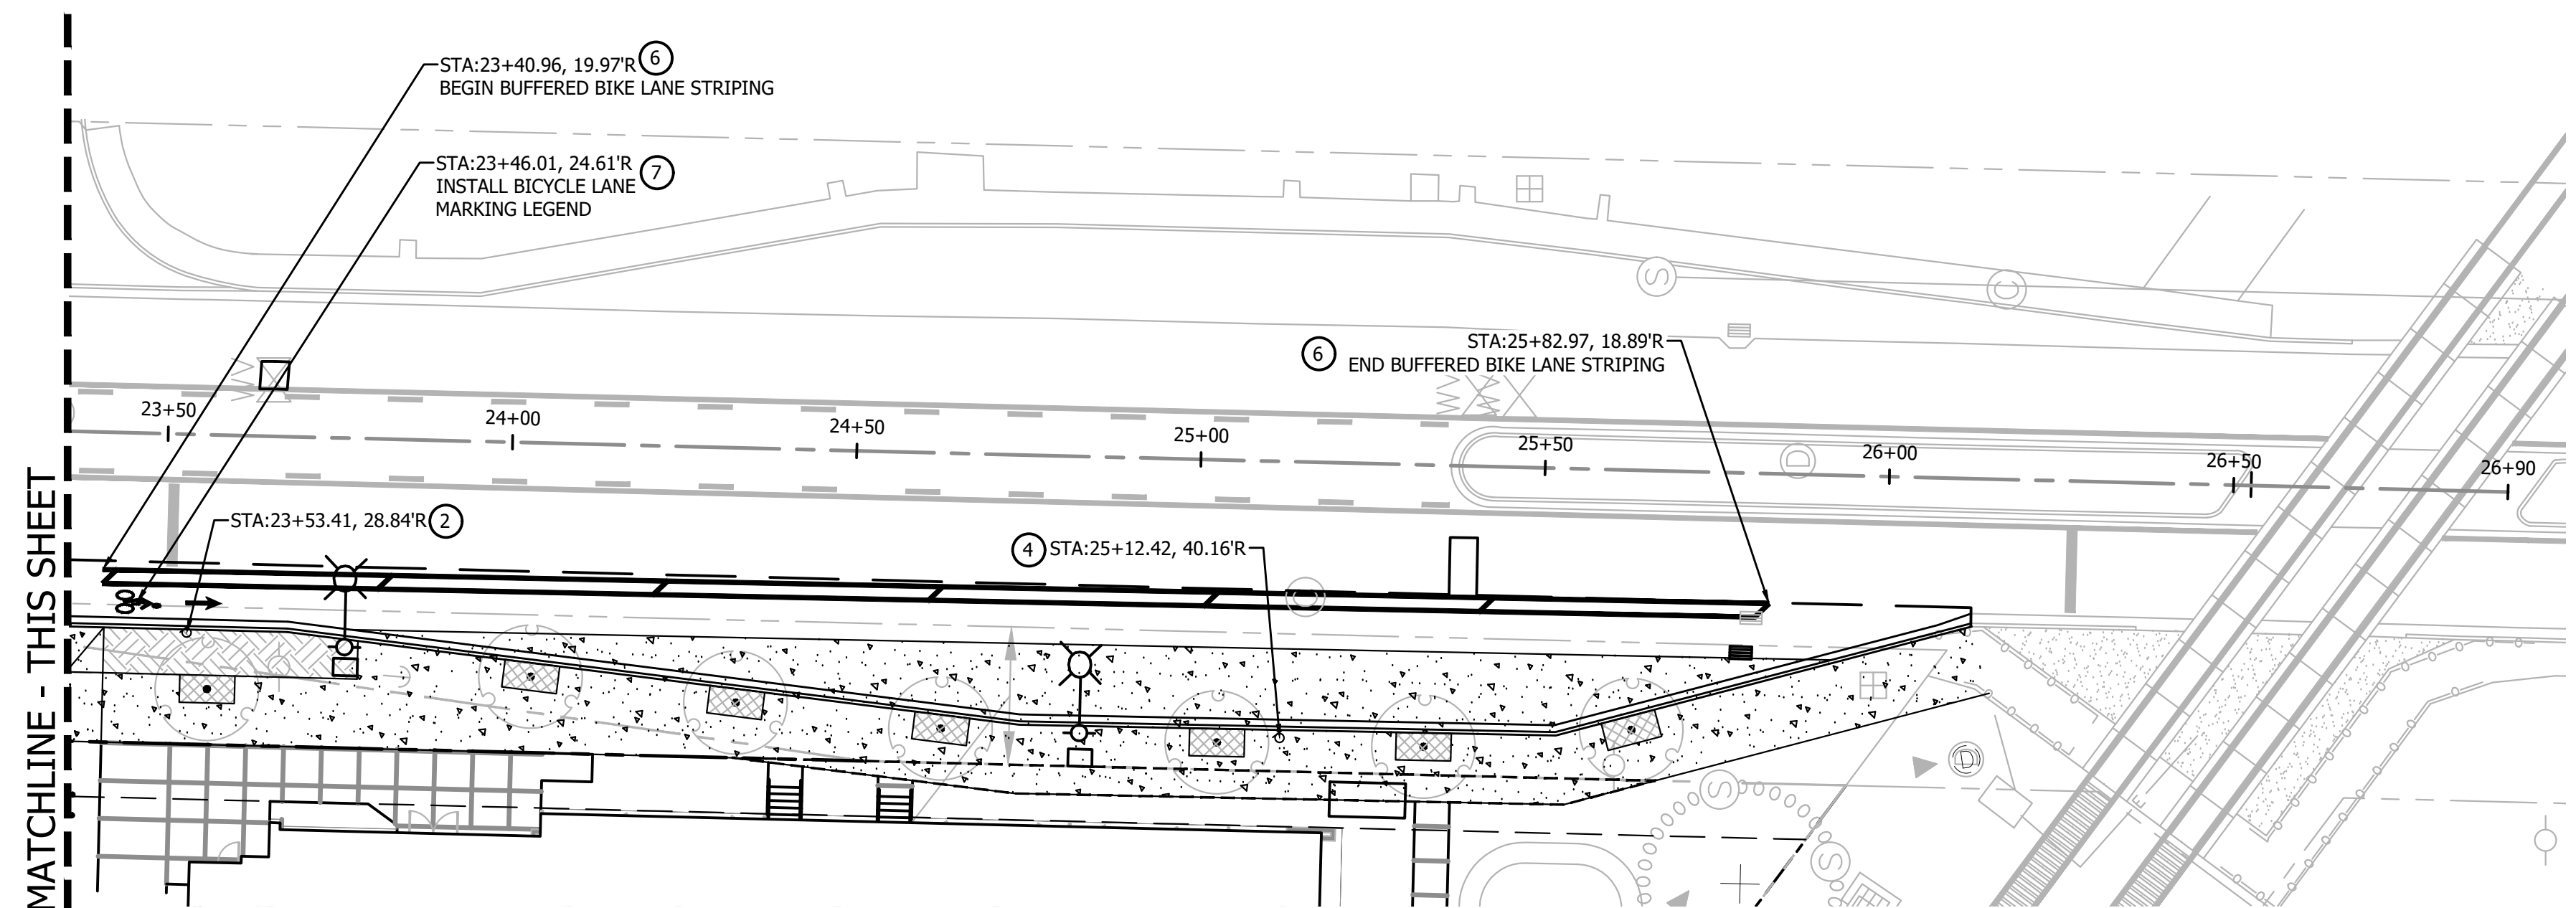 STA:23+40.96, 19.97'R 6
BEGIN BUFFERED BIKE LANE STRIPING
STA:23+46.01, 24.61'R
INSTALL BICYCLE LANE 7
MARKING LEGEND
S
C
STA:25+82.97, 18.89'R
6 END BUFFERED BIKE LANE STRIPING
23+50
24+00
24+50
25+00
25+50
26+00
26+50
26+90
D
STA:23+53.41, 28.84'R 2
4 STA:25+12.42, 40.16'R
MATCHLINE - THIS SHEET
D
S
S